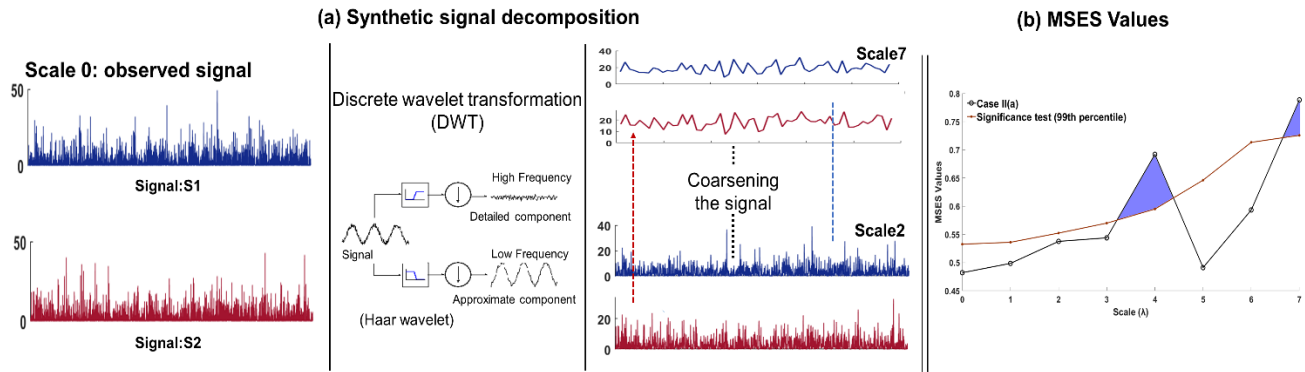 (a) Synthetic signal decomposition
(b) MSES Values
Scale 0: observed signal
50
0
Signal:S1
50
0
Signal:S2
Discrete wavelet transformation
(DWT)
High Frequency
Detailed component
Signal
Low Frequency
Approximate component
(Haar wavelet)
Scale7
40
20
0
20
10
0
Coarsening
the signal
Scale2
40
20
0
20
0
Case II(a)
Significance test (99th percentile)
MSES Values
0.8
0.75
0.7
0.65
0.6
0.55
0.5
0.45
0 1 2 3 4 5 6 7
Scale (λ)